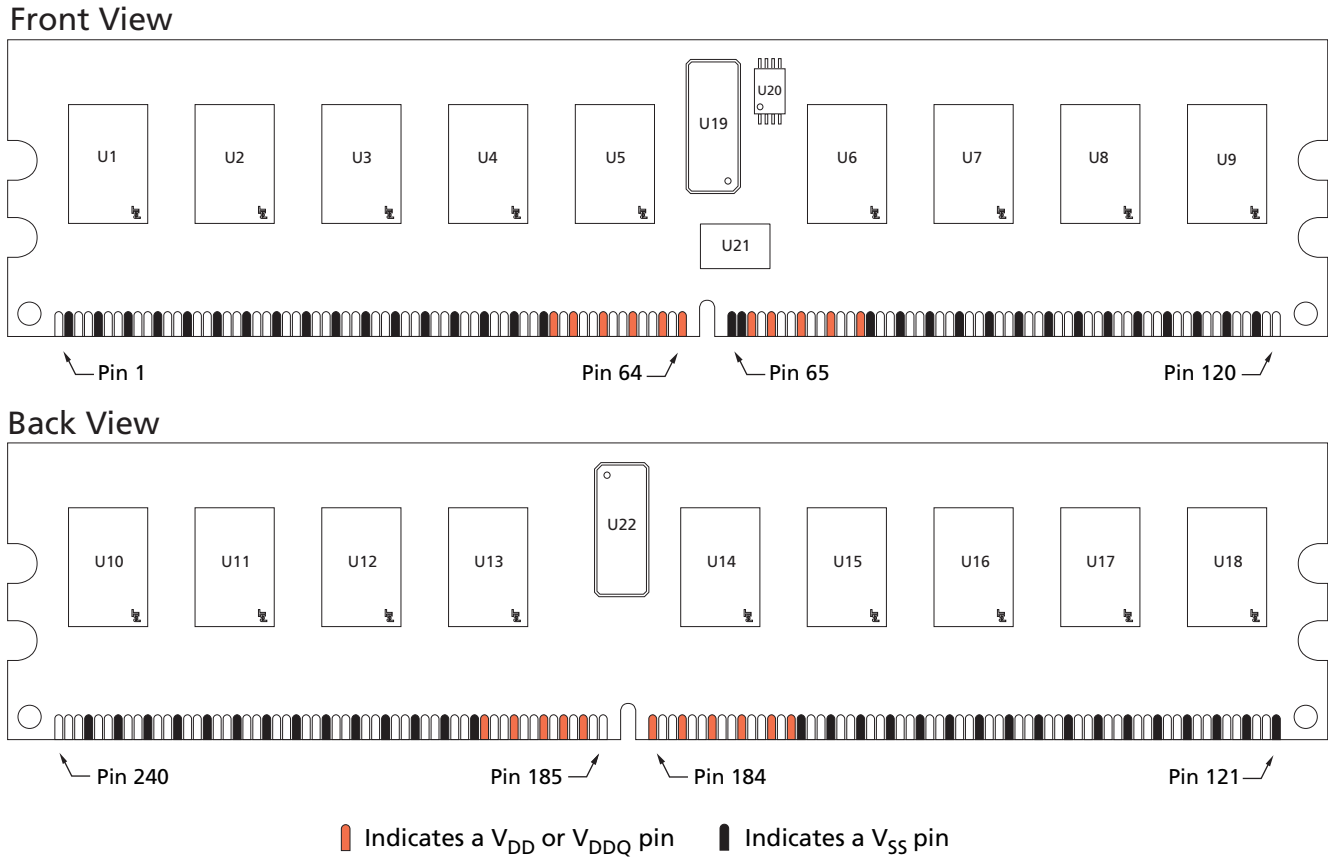 Front View
U1 U2 U3 U4 U5 U19 U20 U6 U7 U8 U9
U21
Pin 1 Pin 64 Pin 65 Pin 120
Back View
U10 U11 U12 U13 U22 U14 U15 U16 U17 U18
Pin 240 Pin 185 Pin 184 Pin 121
Indicates a VDD or VDDQ pin Indicates a VSS pin